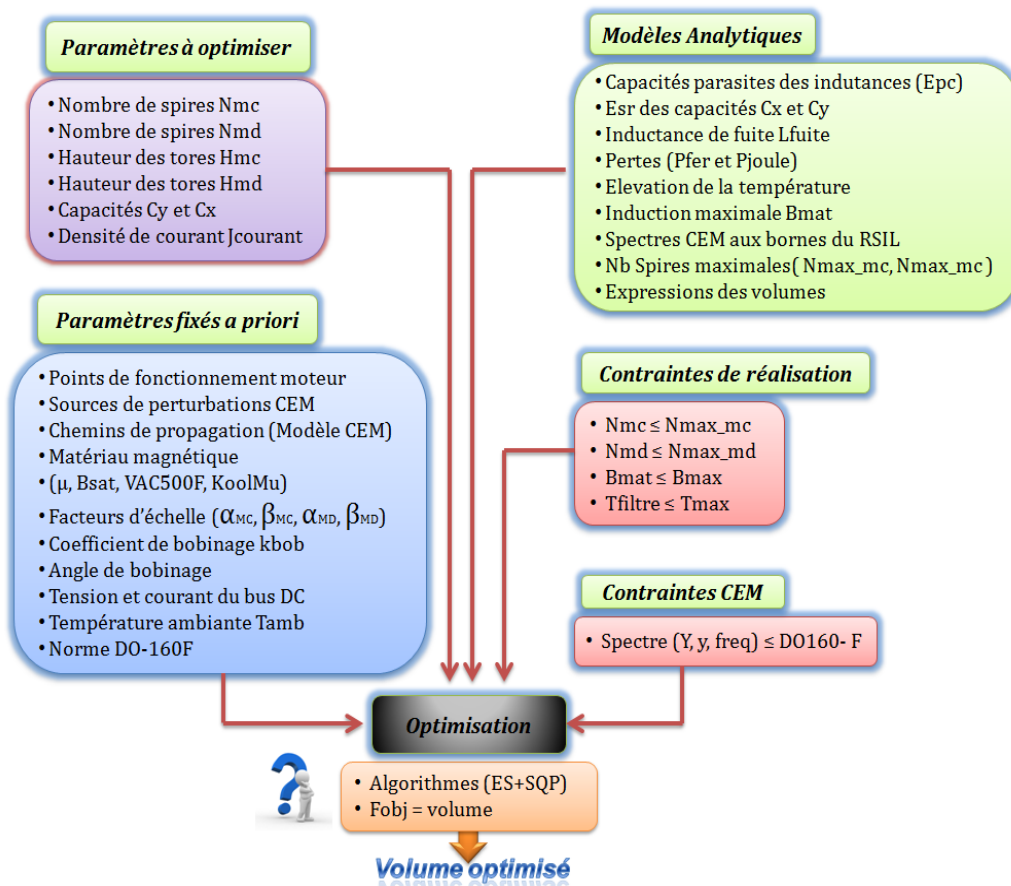 Paramètres à optimiser
• Nombre de spires Nmc
• Nombre de spires Nmd
• Hauteur des tores Hmc
• Hauteur des tores Hmd
• Capacités Cy et Cx
• Densité de courant Jcourant
Modèles Analytiques
• Capacités parasites des indutances (Epc)
• Esr des capacités Cx et Cy
• Inductance de fuite Lfuite
• Pertes (Pfer et Pjoule)
• Elevation de la température
• Induction maximale Bmat
• Spectres CEM aux bornes du RSIL
• Nb Spires maximales( Nmax_mc, Nmax_mc )
• Expressions des volumes
Paramètres fixés a priori
• Points de fonctionnement moteur
• Sources de perturbations CEM
• Chemins de propagation (Modèle CEM)
• Matériau magnétique
• (μ, Bsat, VAC500F, KoolMu)
• Facteurs d'échelle (αMC, βMC, αMD, βMD)
• Coefficient de bobinage kbob
• Angle de bobinage
• Tension et courant du bus DC
• Température ambiante Tamb
• Norme DO-160F
Contraintes de réalisation
• Nmc ≤ Nmax_mc
• Nmd ≤ Nmax_md
• Bmat ≤ Bmax
• Tfiltre ≤ Tmax
Contraintes CEM
• Spectre (Y, y, freq) ≤ DO160- F
Optimisation
• Algorithmes (ES+SQP)
• Fobj = volume
?
Volume optimisé